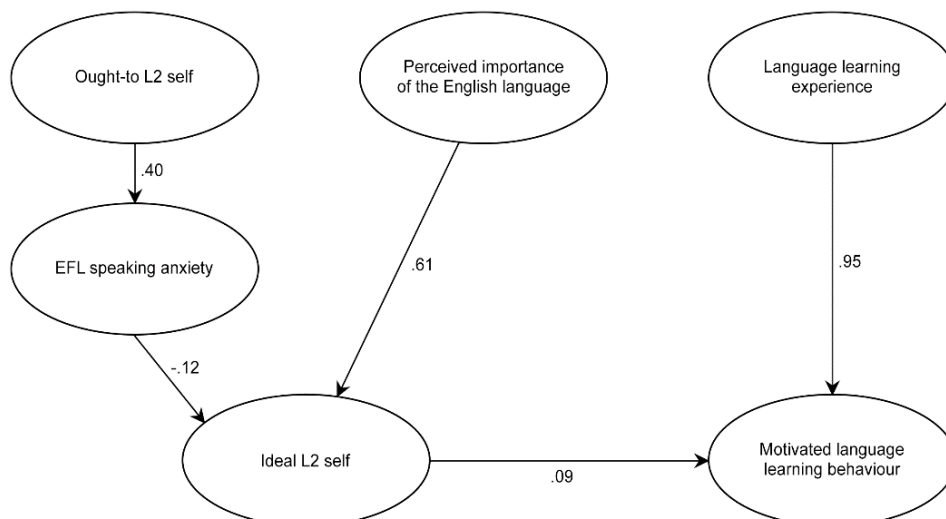 Ought-to L2 self
Perceived importance
of the English language
Language learning
experience
.40
EFL speaking anxiety
.61
.95
-.12
Ideal L2 self
.09
Motivated language
learning behaviour